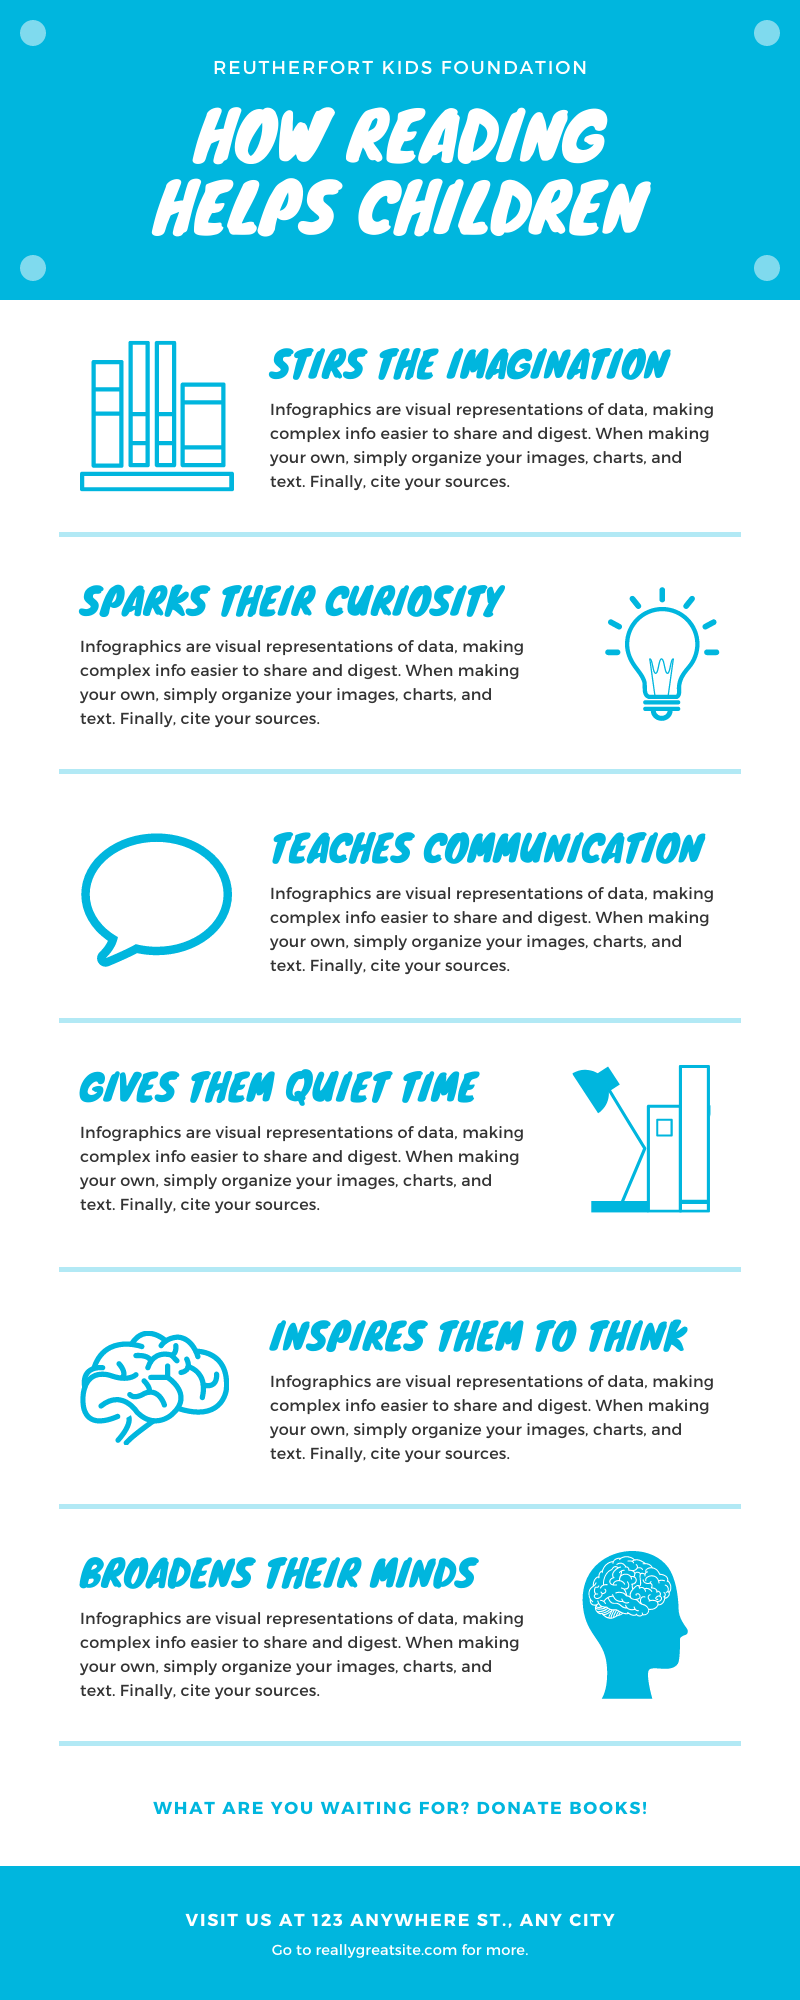 REUTHERFORT KIDS FOUNDATION
HOW READING
HELPS CHILDREN
STIRS THE IMAGINATION
Infographics are visual representations of data, making
complex info easier to share and digest. When making
your own, simply organize your images, charts, and
text. Finally, cite your sources.
SPARKS THEIR CURIOSITY
Infographics are visual representations of data, making
complex info easier to share and digest. When making
your own, simply organize your images, charts, and
text. Finally, cite your sources.
TEACHES COMMUNICATION
Infographics are visual representations of data, making
complex info easier to share and digest. When making
your own, simply organize your images, charts, and
text. Finally, cite your sources.
GIVES THEM QUIET TIME
Infographics are visual representations of data, making
complex info easier to share and digest. When making
your own, simply organize your images, charts, and
text. Finally, cite your sources.
INSPIRES THEM TO THINK
Infographics are visual representations of data, making
complex info easier to share and digest. When making
your own, simply organize your images, charts, and
text. Finally, cite your sources.
BROADENS THEIR MINDS
Infographics are visual representations of data, making
complex info easier to share and digest. When making
your own, simply organize your images, charts, and
text. Finally, cite your sources.
WHAT ARE YOU WAITING FOR? DONATE BOOKS!
VISIT US AT 123 ANYWHERE ST., ANY CITY
Go to reallygreatsite.com for more.